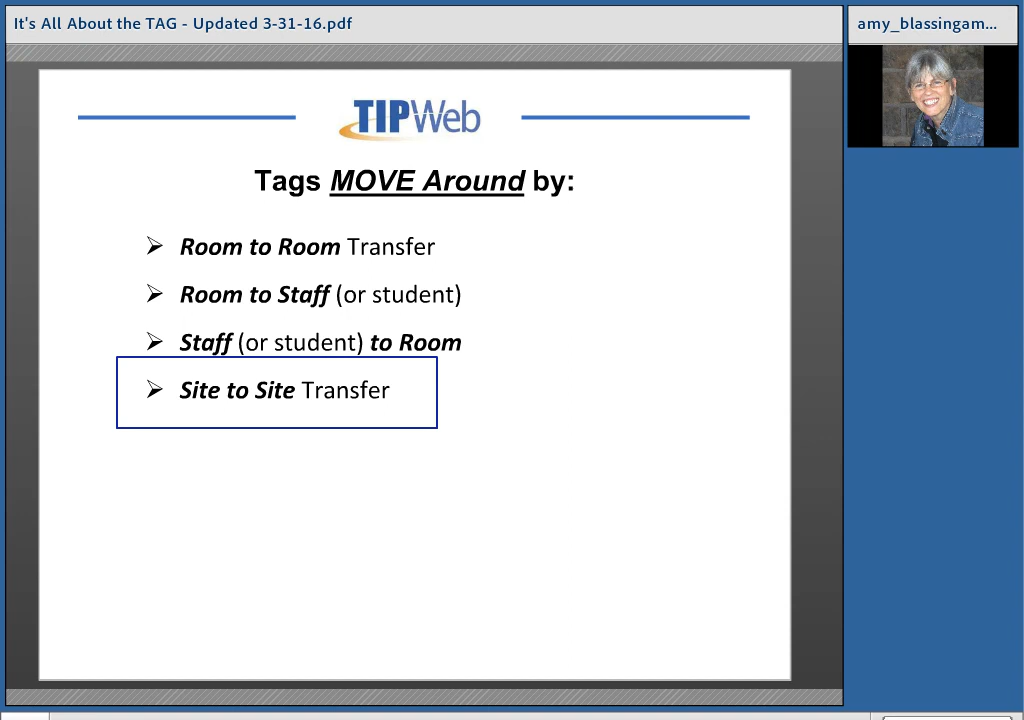 It's All About the TAG - Updated 3-31-16.pdf
amy_blassingam...
TIPWeb
Tags MOVE Around by:
➢ Room to Room Transfer
➢ Room to Staff (or student)
➢ Staff (or student) to Room
➢ Site to Site Transfer